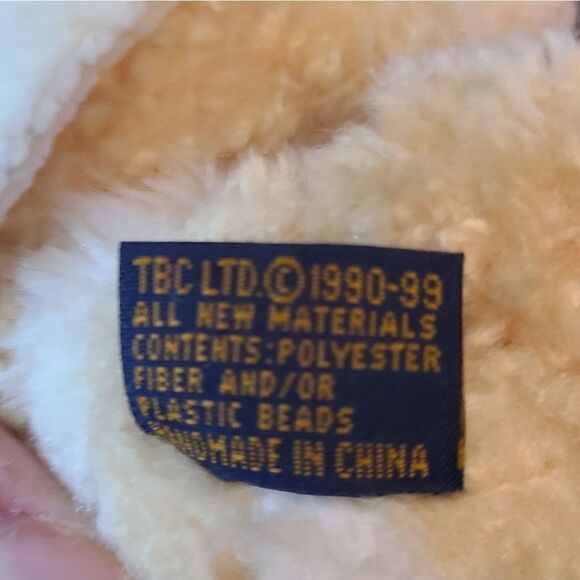 TBC LTD.© 1990-99
ALL NEW MATERIALS
CONTENTS:POLYESTER
FIBER AND/OR
PLASTIC BEADS
HANDMADE IN CHINA